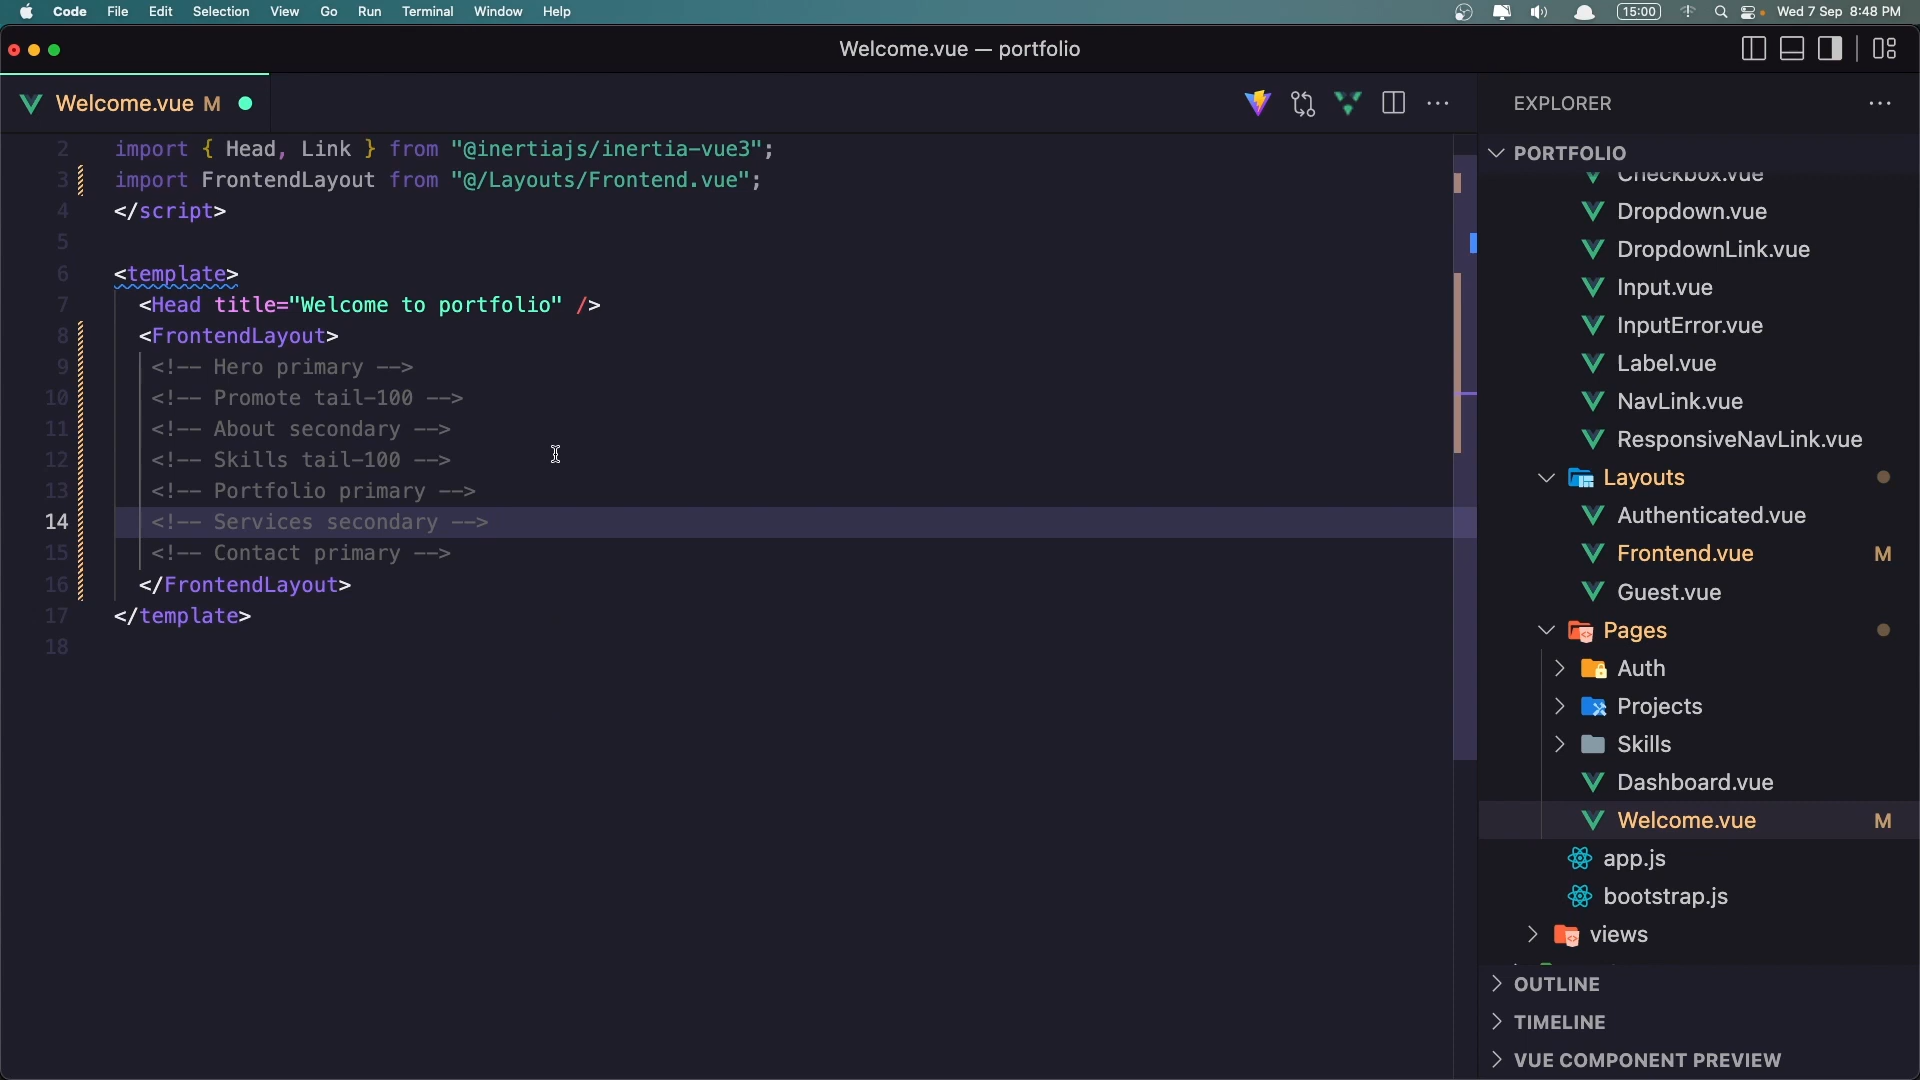 Code File Edit Selection View Go Run Terminal Window Help 15:00 Wed 7 Sep 8:48 PM
Welcome.vue — portfolio
Welcome.vue M
2 import { Head, Link } from "@inertiajs/inertia-vue3";
3 import FrontendLayout from "@/Layouts/Frontend.vue";
4 </script>
5
6 <template>
7 <Head title="Welcome to portfolio" />
8 <FrontendLayout>
9 <!-- Hero primary -->
10 <!-- Promote tail-100 -->
11 <!-- About secondary -->
12 <!-- Skills tail-100 -->
13 <!-- Portfolio primary -->
14 <!-- Services secondary -->
15 <!-- Contact primary -->
16 </FrontendLayout>
17 </template>
18
EXPLORER
PORTFOLIO
Checkbox.vue
Dropdown.vue
DropdownLink.vue
Input.vue
InputError.vue
Label.vue
NavLink.vue
ResponsiveNavLink.vue
Layouts
Authenticated.vue
Frontend.vue M
Guest.vue
Pages
Auth
Projects
Skills
Dashboard.vue
Welcome.vue M
app.js
bootstrap.js
views
OUTLINE
TIMELINE
VUE COMPONENT PREVIEW